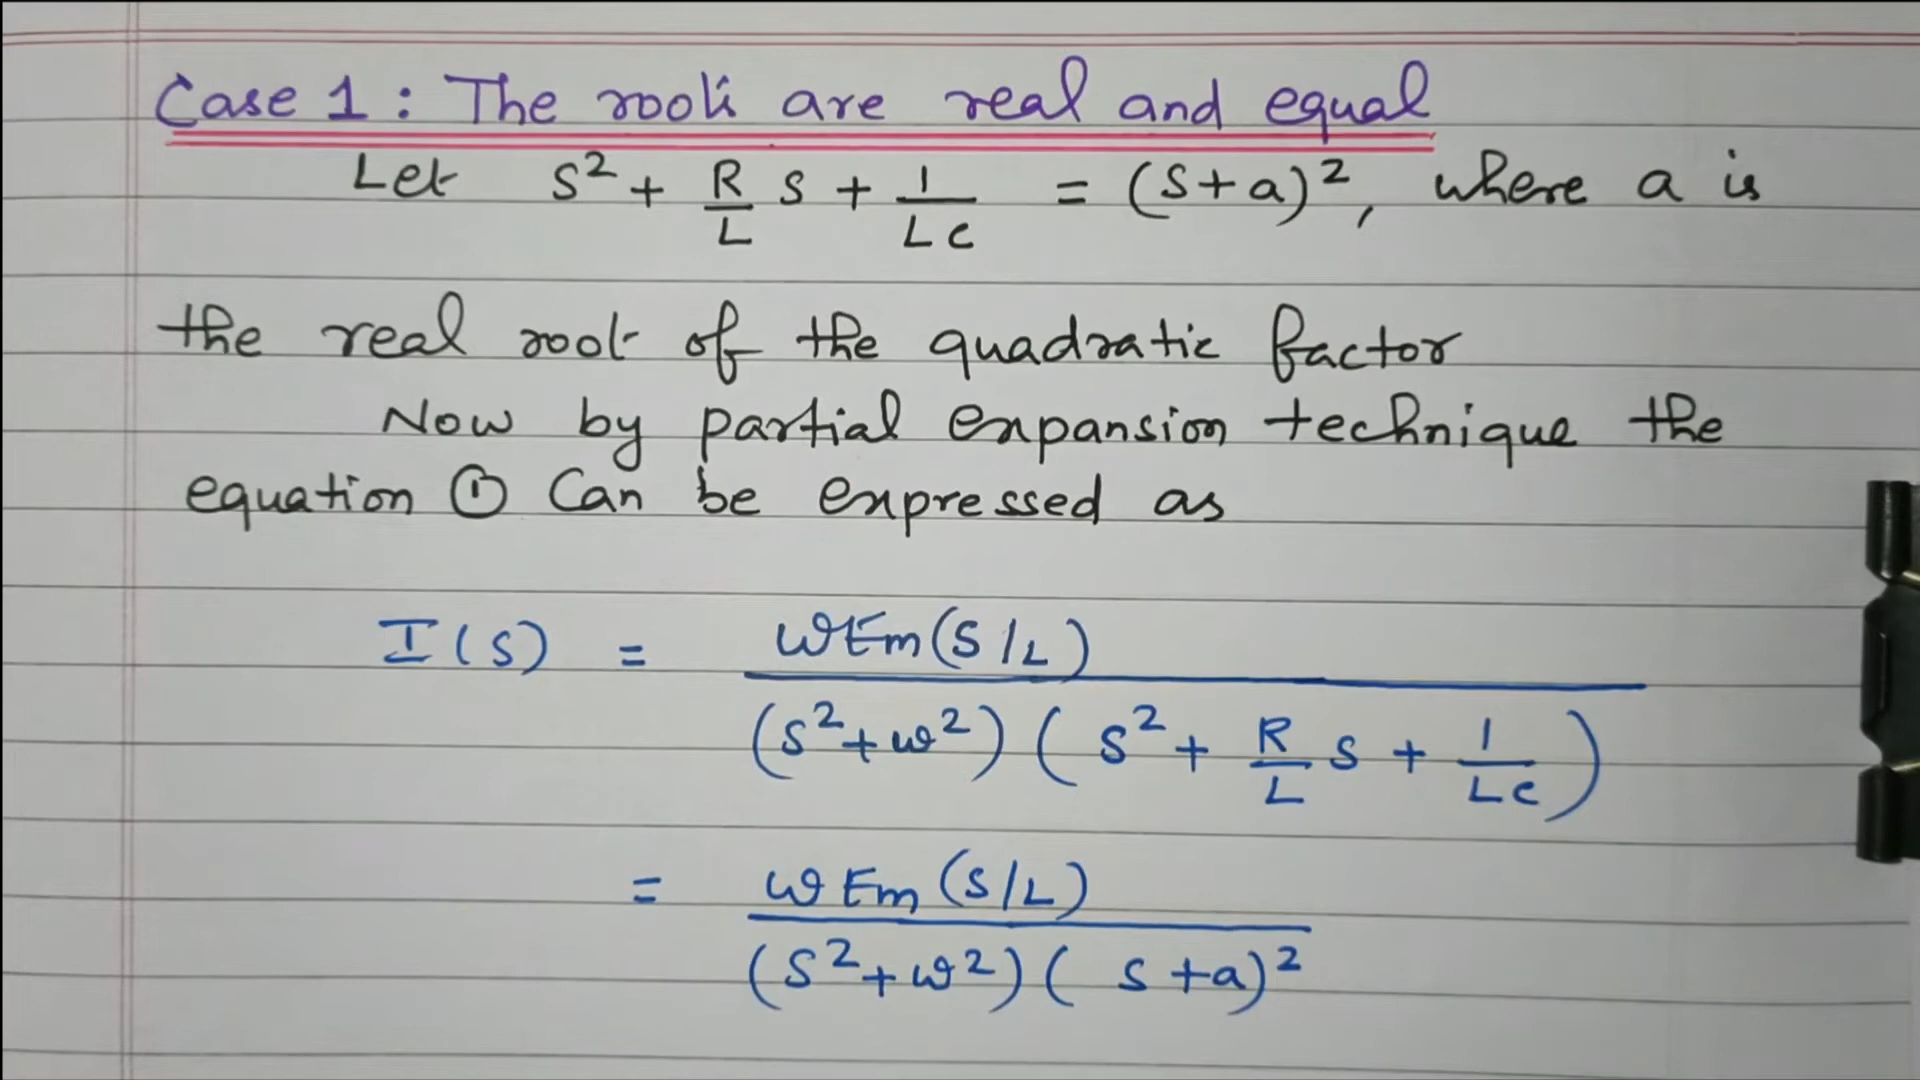 Case 1 : The roots are real and equal
Let S² + R/L S + 1/LC = (S+a)², where a is
the real root of the quadratic factor
Now by partial expansion technique the
equation ① Can be expressed as
I(S) = ωEm(S/L) / (S²+ω²)(S² + R/L S + 1/LC)
= ωEm(S/L) / (S²+ω²)(S+a)²